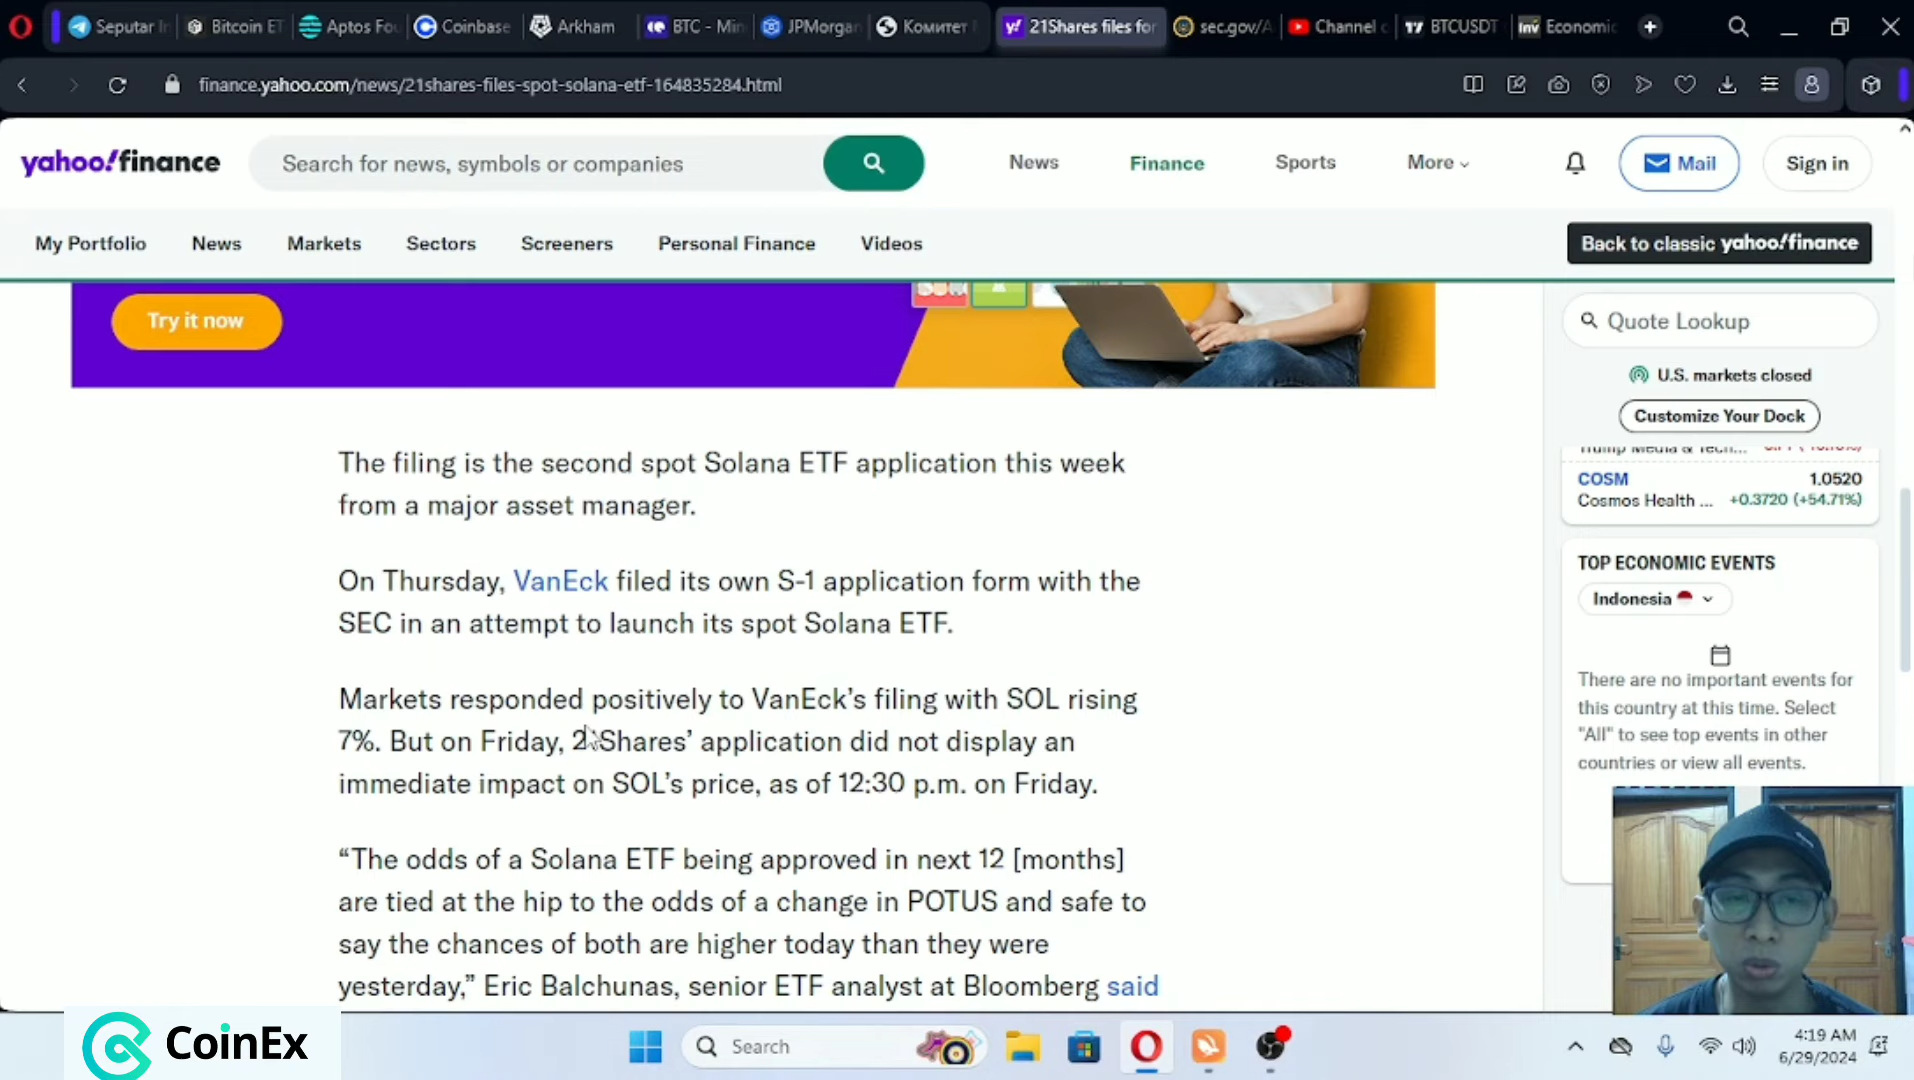 Seputar In
Bitcoin ET
Aptos Fou
Coinbase
Arkham
BTC - Min
JPMorgan
Комитет
21Shares files for
sec.gov/A
Channel c
BTCUSDT
Economic
finance.yahoo.com/news/21shares-files-spot-solana-etf-164835284.html
yahoo!finance
Search for news, symbols or companies
News
Finance
Sports
More
Mail
Sign in
My Portfolio
News
Markets
Sectors
Screeners
Personal Finance
Videos
Back to classic yahoo!finance
Try it now
Quote Lookup
U.S. markets closed
Customize Your Dock
The filing is the second spot Solana ETF application this week
from a major asset manager.
On Thursday, VanEck filed its own S-1 application form with the
SEC in an attempt to launch its spot Solana ETF.
Markets responded positively to VanEck’s filing with SOL rising
7%. But on Friday, 21Shares’ application did not display an
immediate impact on SOL’s price, as of 12:30 p.m. on Friday.
“The odds of a Solana ETF being approved in next 12 [months]
are tied at the hip to the odds of a change in POTUS and safe to
say the chances of both are higher today than they were
yesterday,” Eric Balchunas, senior ETF analyst at Bloomberg said
Trump Media & Tech...
COSM 1.0520
Cosmos Health ... +0.3720 (+54.71%)
TOP ECONOMIC EVENTS
Indonesia
There are no important events for
this country at this time. Select
"All" to see top events in other
countries or view all events.
CoinEx
Search
4:19 AM
6/29/2024